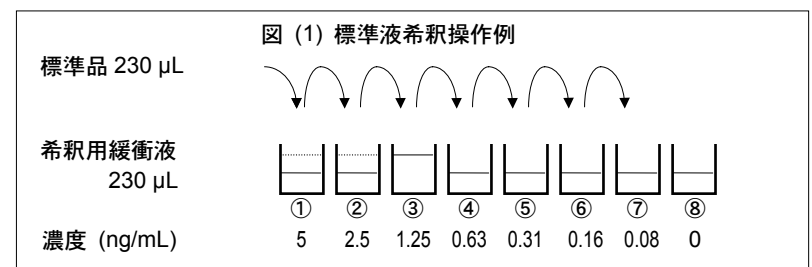 図 (1) 標準液希釈操作例
標準品 230 µL
希釈用緩衝液
230 µL
① ② ③ ④ ⑤ ⑥ ⑦ ⑧
濃度 (ng/mL) 5 2.5 1.25 0.63 0.31 0.16 0.08 0